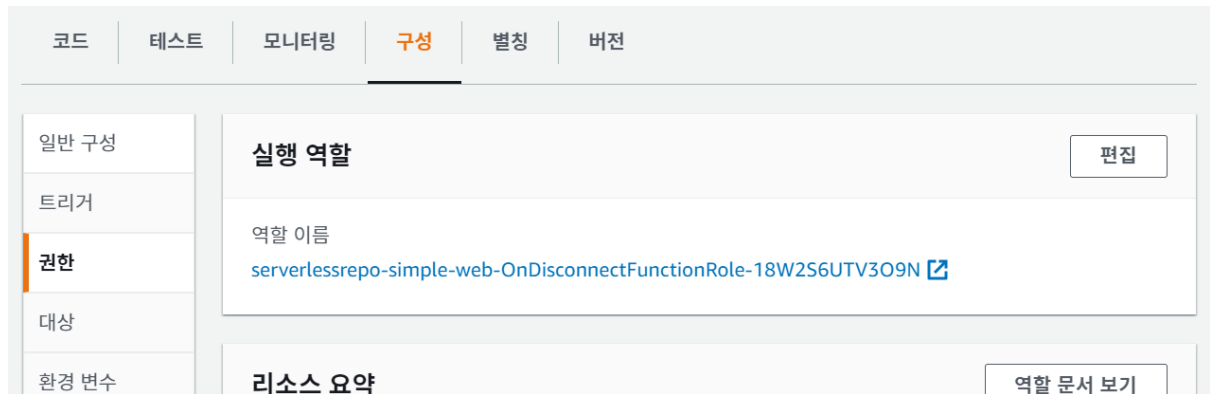 코드 테스트 모니터링 구성 별칭 버전
일반 구성
트리거
권한
대상
환경 변수
실행 역할 편집
역할 이름
serverlessrepo-simple-web-OnDisconnectFunctionRole-18W2S6UTV3O9N
리소스 요약 역할 문서 보기